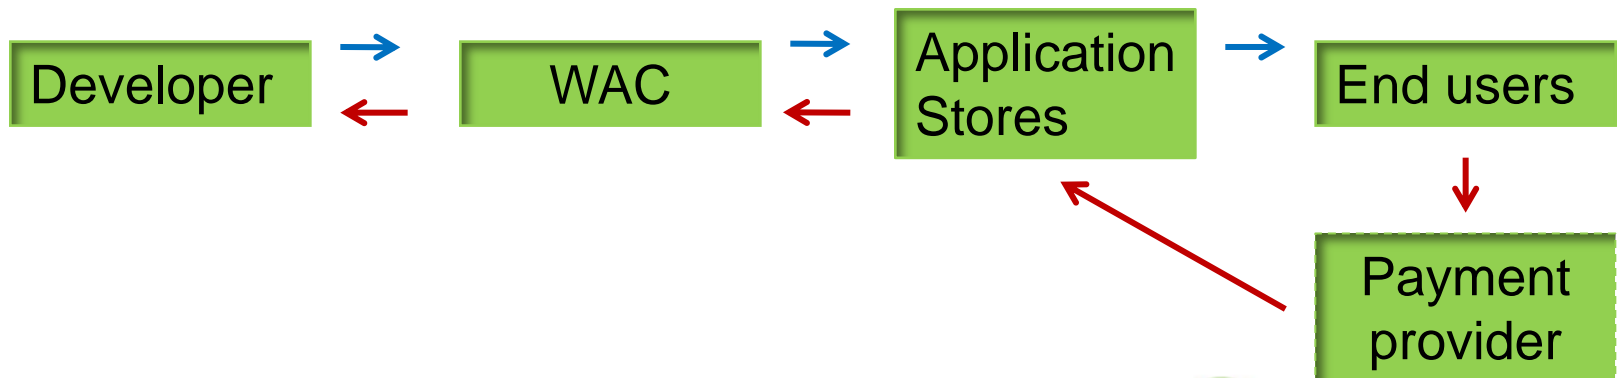 Developer
WAC
Application
Stores
End users
Payment
provider